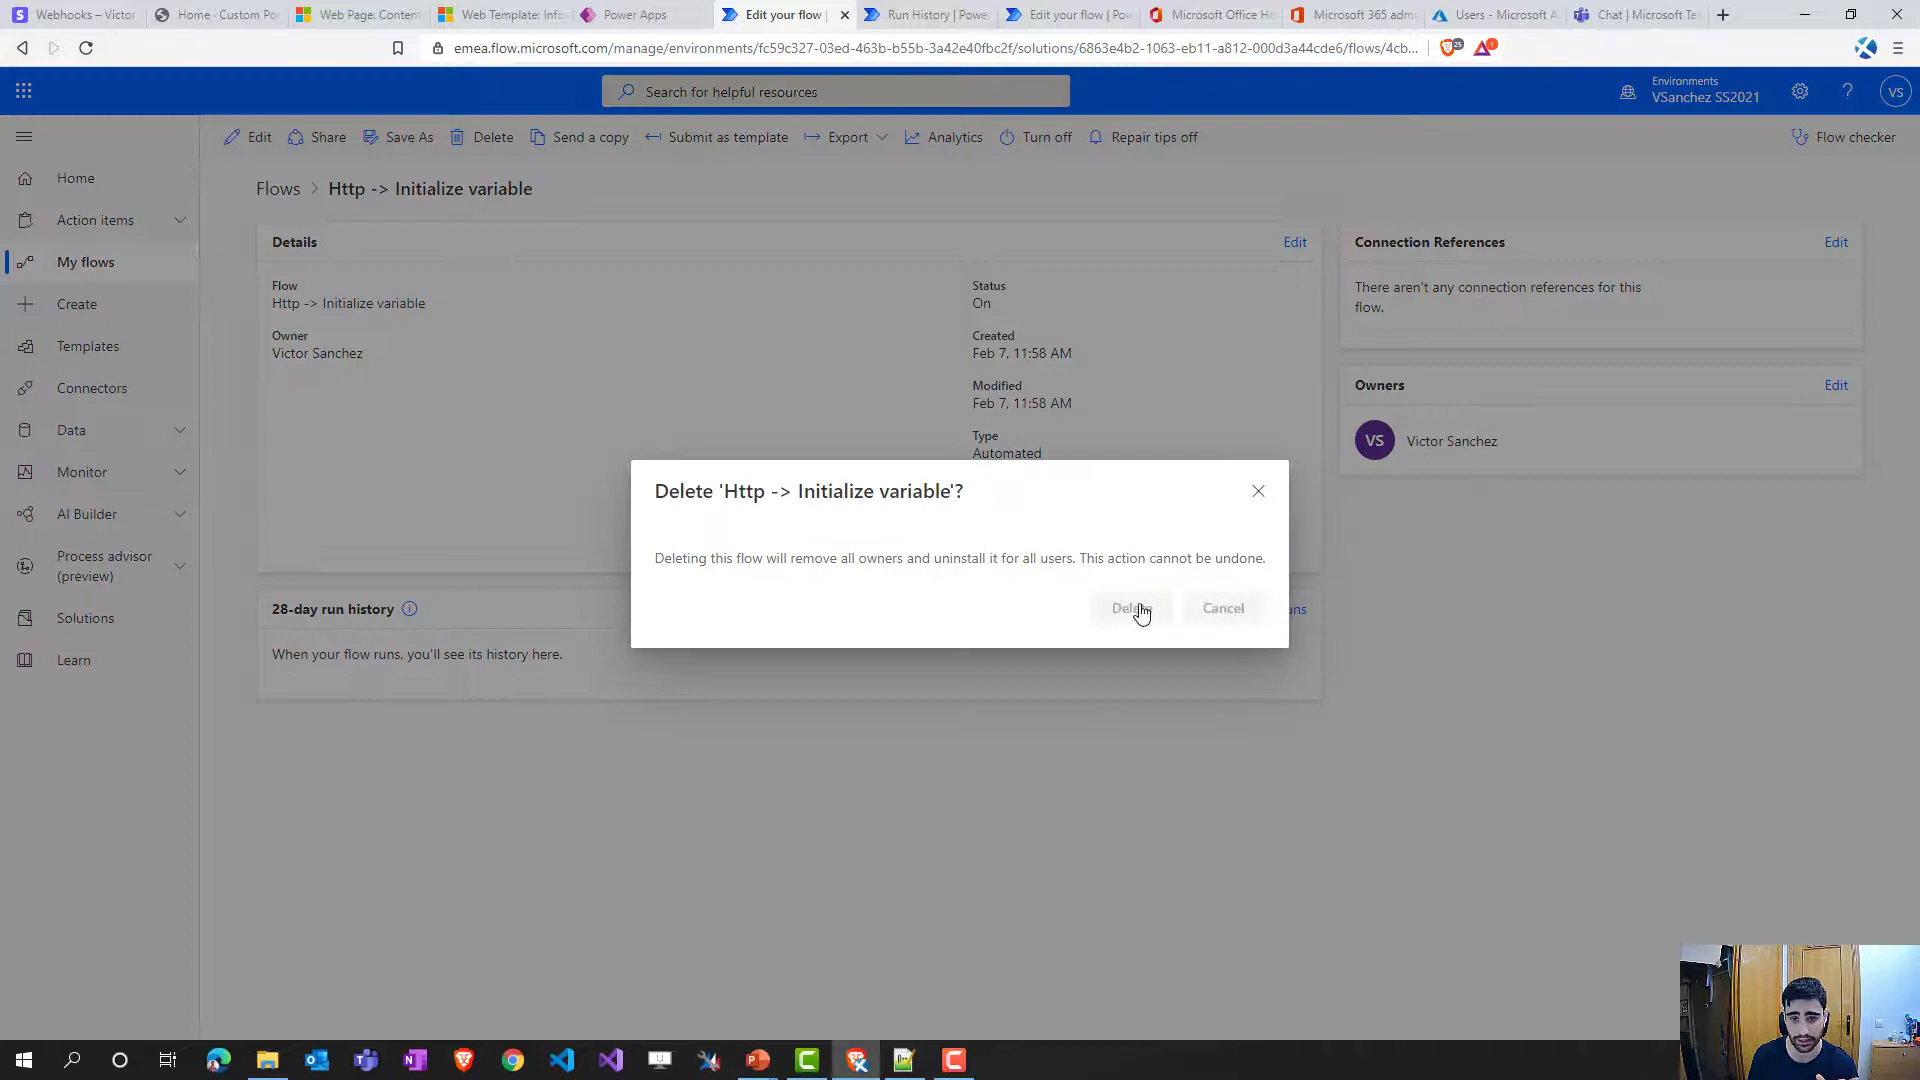 Webhooks – Victor
Home · Custom Po
Web Page: Conten
Web Template: Info
Power Apps
Edit your flow |
Run History | Powe
Edit your flow | Pow
Microsoft Office Ho
Microsoft 365 adm
Users - Microsoft A
Chat | Microsoft Te
emea.flow.microsoft.com/manage/environments/fc59c327-03ed-463b-b55b-3a42e40fbc2f/solutions/6863e4b2-1063-eb11-a812-000d3a44cde6/flows/4cb...
25
1
Search for helpful resources
Environments
VSanchez SS2021
VS
Edit
Share
Save As
Delete
Send a copy
Submit as template
Export
Analytics
Turn off
Repair tips off
Flow checker
Home
Action items
My flows
Create
Templates
Connectors
Data
Monitor
AI Builder
Process advisor
(preview)
Solutions
Learn
Flows > Http -> Initialize variable
Details
Edit
Flow
Http -> Initialize variable
Owner
Victor Sanchez
Status
On
Created
Feb 7, 11:58 AM
Modified
Feb 7, 11:58 AM
Type
Automated
Connection References
Edit
There aren't any connection references for this
flow.
Owners
Edit
VS
Victor Sanchez
Delete 'Http -> Initialize variable'?
Deleting this flow will remove all owners and uninstall it for all users. This action cannot be undone.
Delete
Cancel
28-day run history
When your flow runs, you'll see its history here.